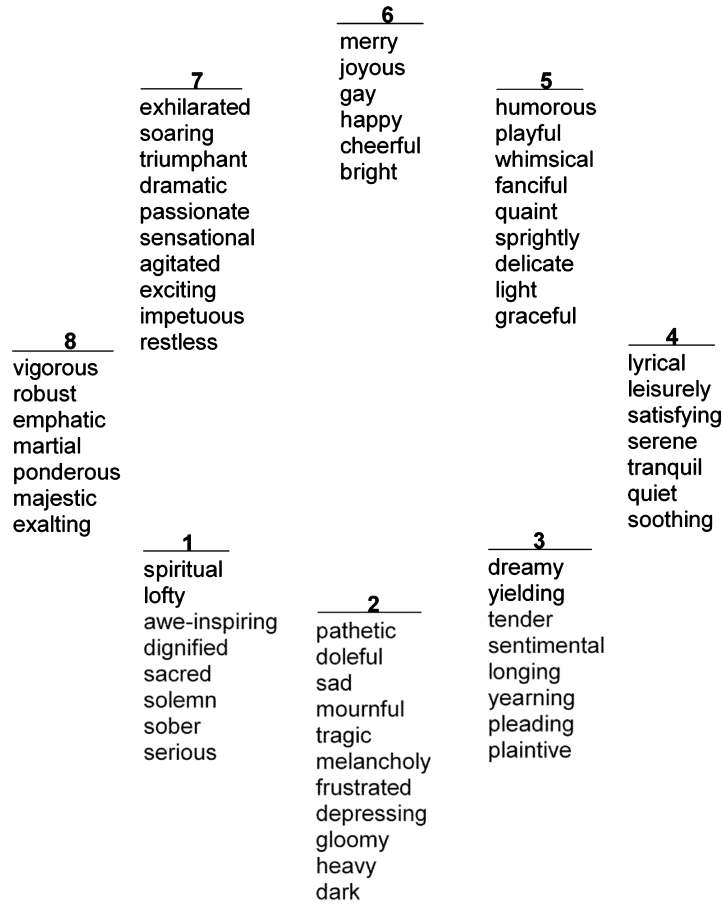 6
merry
joyous
gay
happy
cheerful
bright
7
exhilarated
soaring
triumphant
dramatic
passionate
sensational
agitated
exciting
impetuous
restless
5
humorous
playful
whimsical
fanciful
quaint
sprightly
delicate
light
graceful
8
vigorous
robust
emphatic
martial
ponderous
majestic
exalting
4
lyrical
leisurely
satisfying
serene
tranquil
quiet
soothing
1
spiritual
lofty
awe-inspiring
dignified
sacred
solemn
sober
serious
2
pathetic
doleful
sad
mournful
tragic
melancholy
frustrated
depressing
gloomy
heavy
dark
3
dreamy
yielding
tender
sentimental
longing
yearning
pleading
plaintive